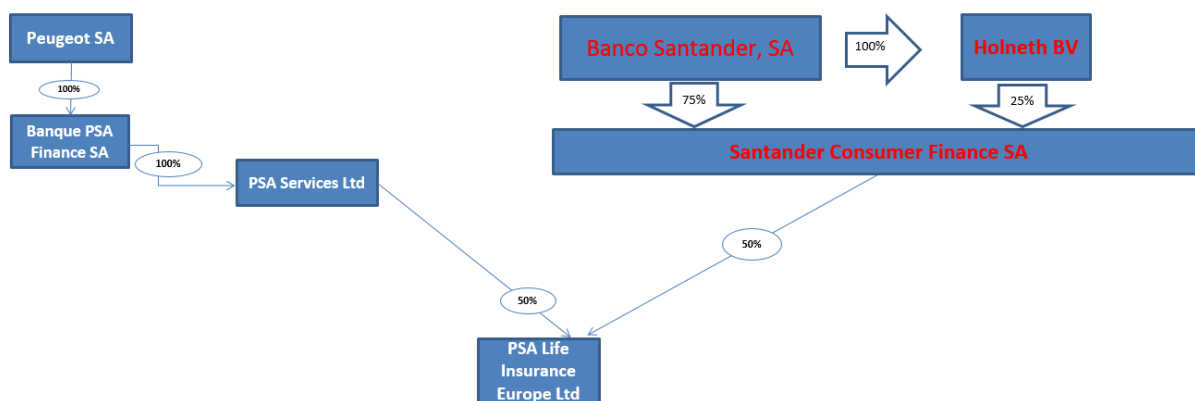 Peugeot SA
100%
Banque PSA
Finance SA
100%
PSA Services Ltd
50%
Banco Santander, SA
100%
Holneth BV
75%
25%
Santander Consumer Finance SA
50%
PSA Life
Insurance
Europe Ltd